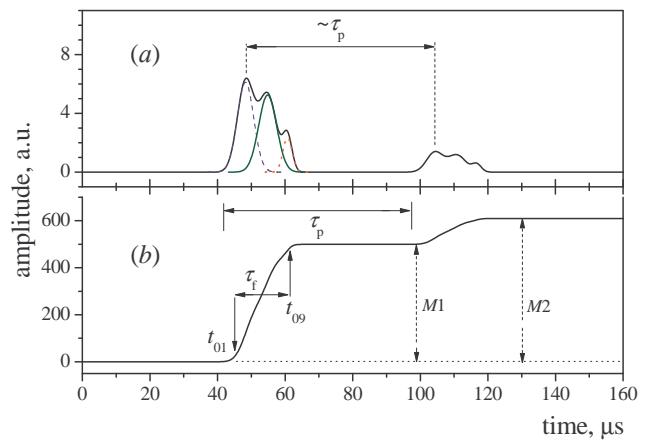 (a)
~τp
8
4
0
amplitude, a.u.
600
400
200
0
(b)
τp
τf
t01
t09
M1
M2
0 20 40 60 80 100 120 140 160
time, μs